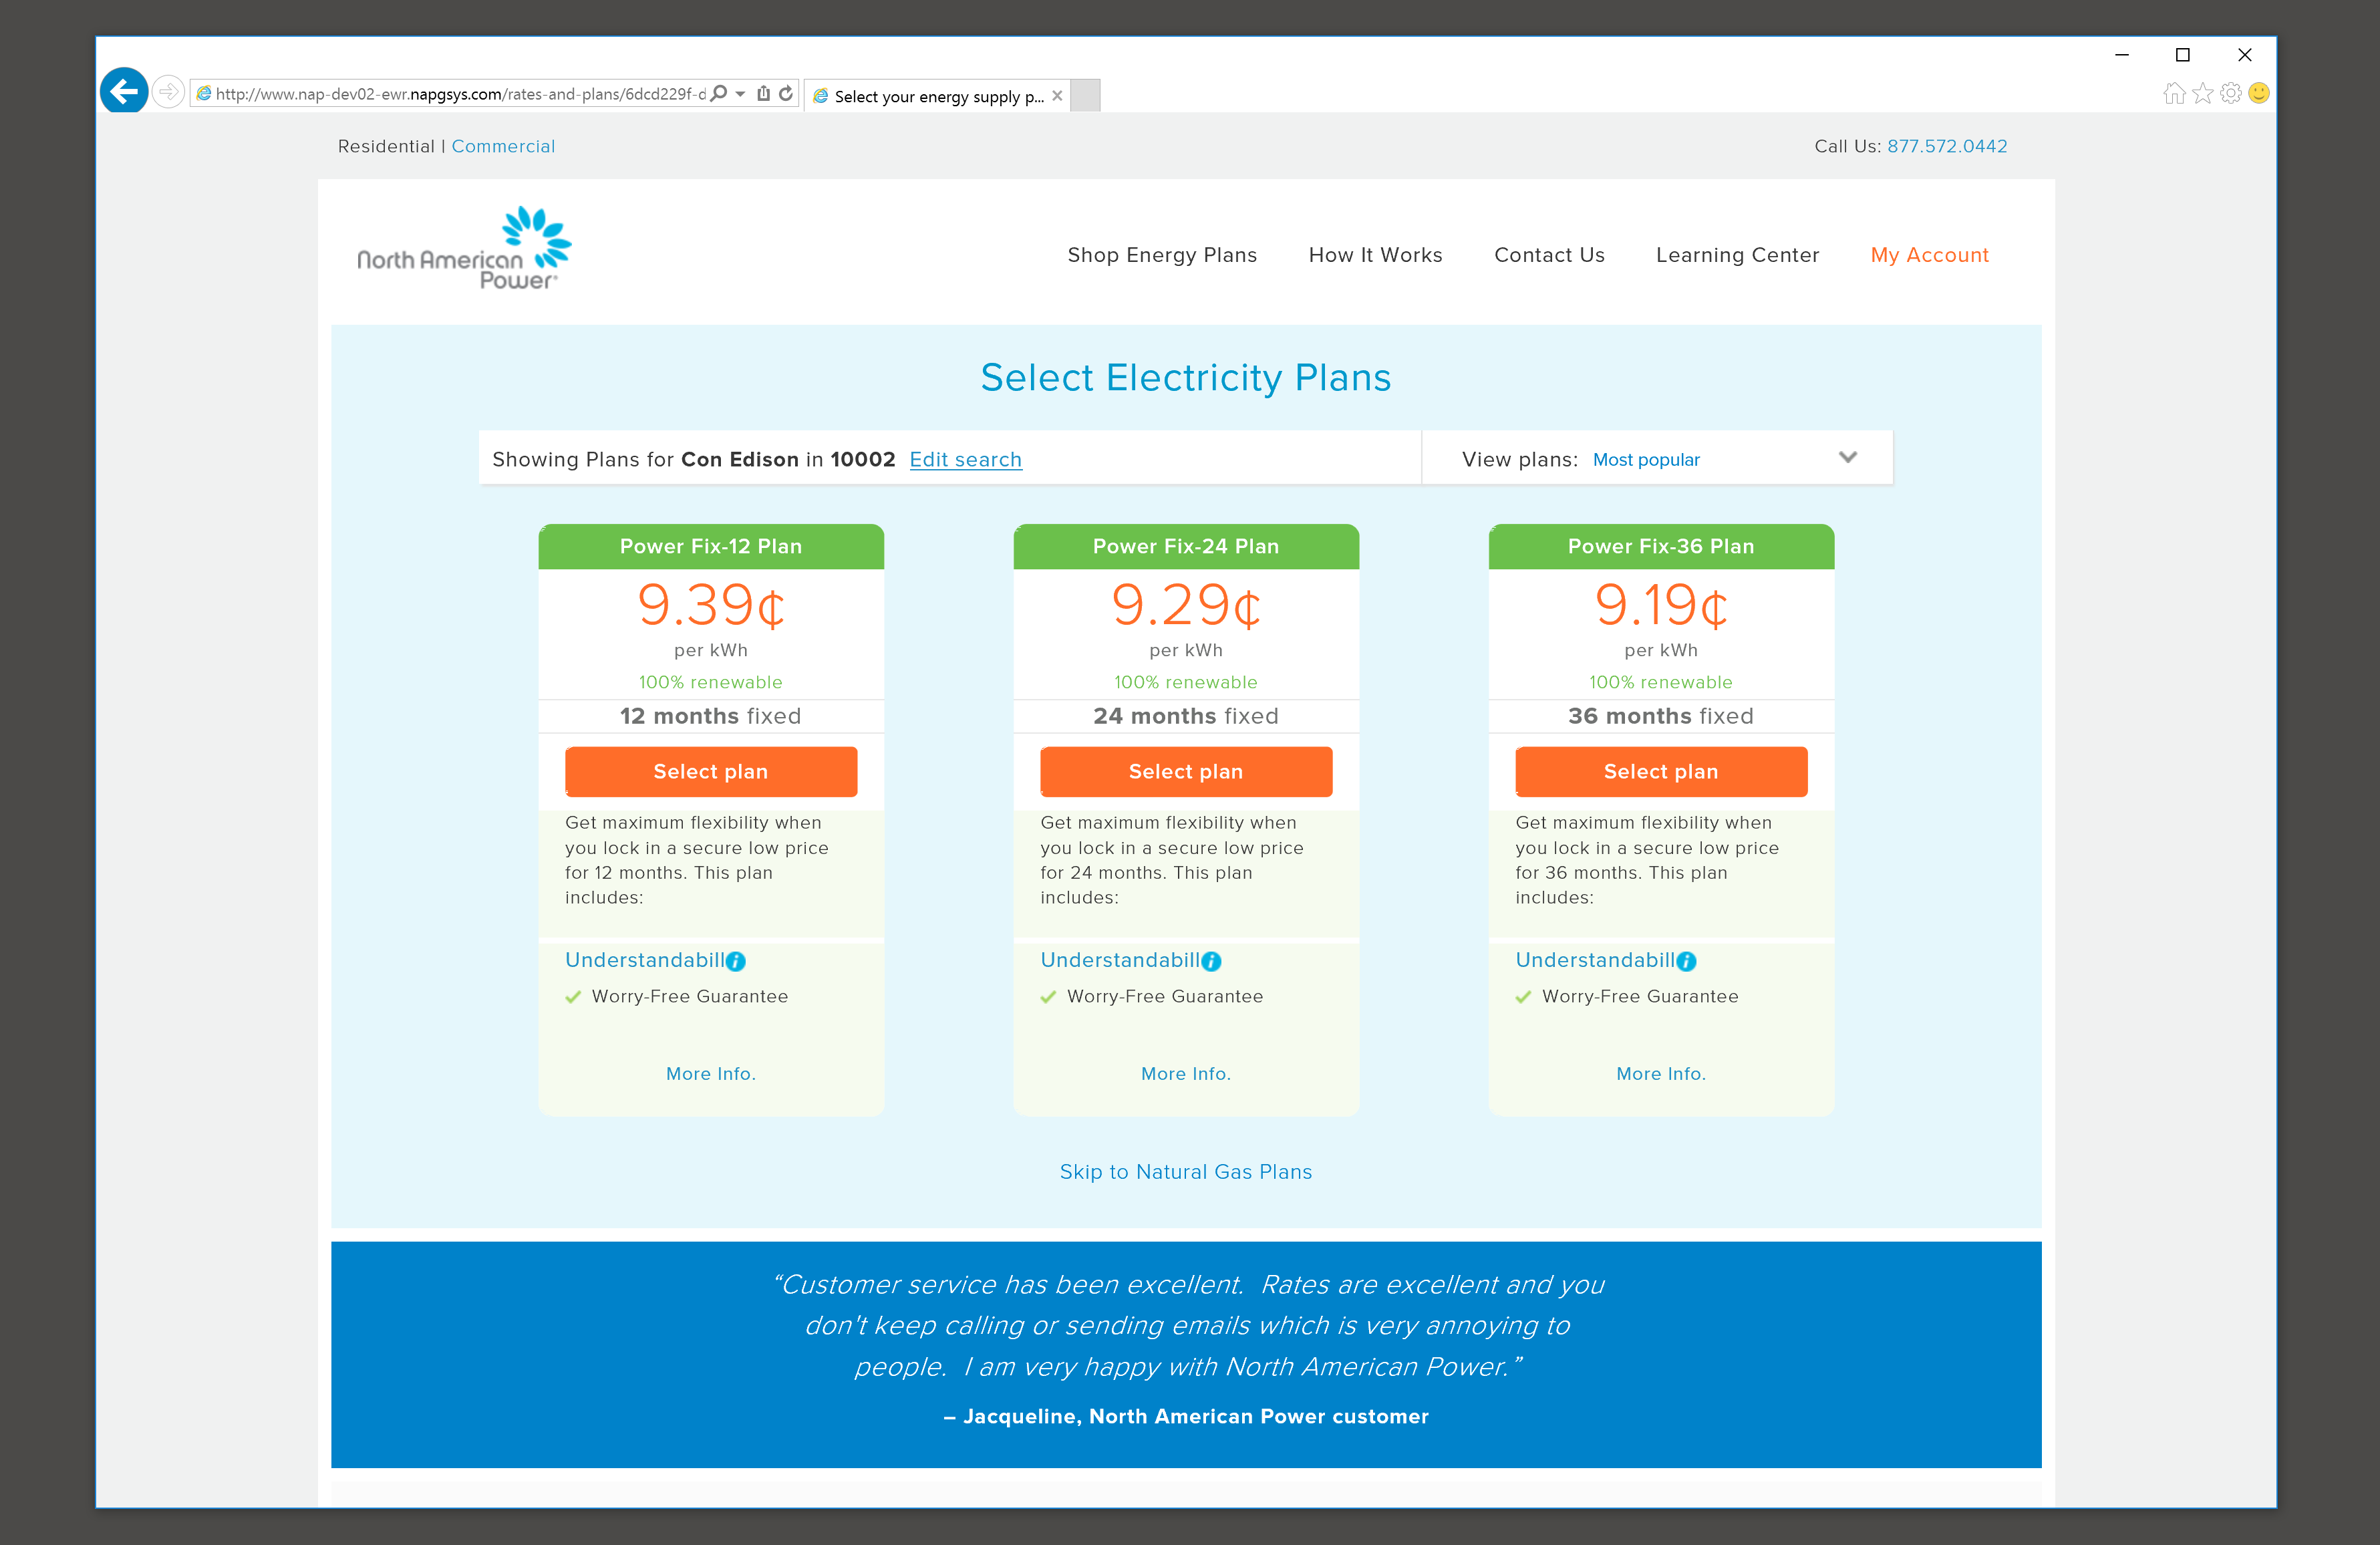 http://www.nap-dev02-ewr.napgsys.com/rates-and-plans/6dcd229f-d
Select your energy supply p...
Residential | Commercial
Call Us: 877.572.0442
North American
Power
Shop Energy Plans
How It Works
Contact Us
Learning Center
My Account
Select Electricity Plans
Showing Plans for Con Edison in 10002 Edit search
View plans: Most popular
Power Fix-12 Plan
9.39¢
per kWh
100% renewable
12 months fixed
Select plan
Get maximum flexibility when
you lock in a secure low price
for 12 months. This plan
includes:
Understandabill
Worry-Free Guarantee
More Info.
Power Fix-24 Plan
9.29¢
per kWh
100% renewable
24 months fixed
Select plan
Get maximum flexibility when
you lock in a secure low price
for 24 months. This plan
includes:
Understandabill
Worry-Free Guarantee
More Info.
Power Fix-36 Plan
9.19¢
per kWh
100% renewable
36 months fixed
Select plan
Get maximum flexibility when
you lock in a secure low price
for 36 months. This plan
includes:
Understandabill
Worry-Free Guarantee
More Info.
Skip to Natural Gas Plans
“Customer service has been excellent.  Rates are excellent and you
don't keep calling or sending emails which is very annoying to
people.  I am very happy with North American Power.”
– Jacqueline, North American Power customer